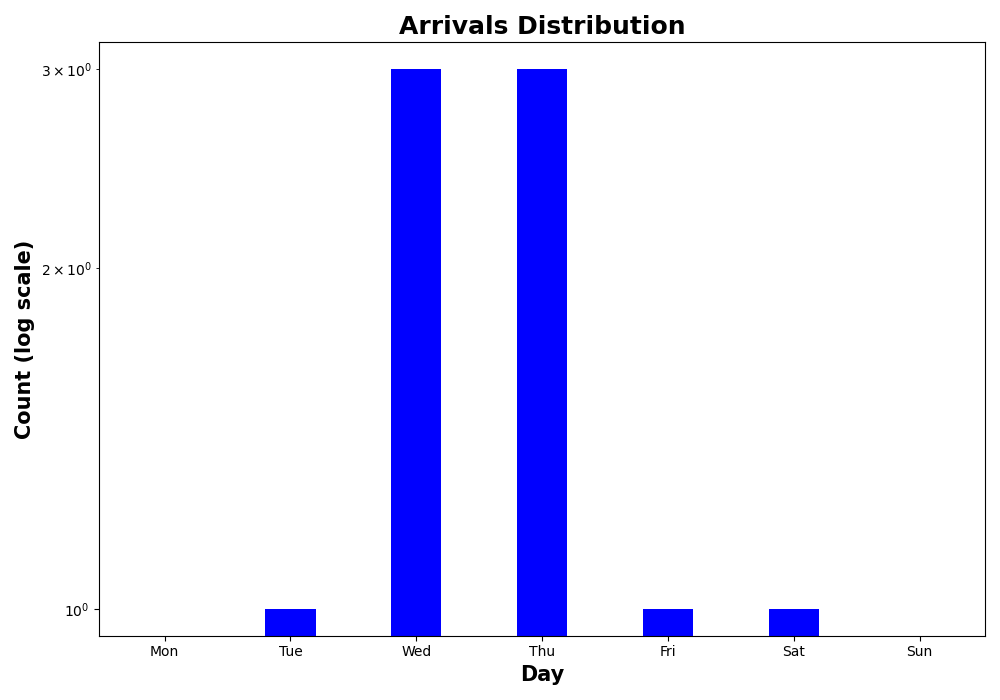 Arrivals Distribution
3 × 10⁰
2 × 10⁰
10⁰
Count (log scale)
Mon Tue Wed Thu Fri Sat Sun
Day